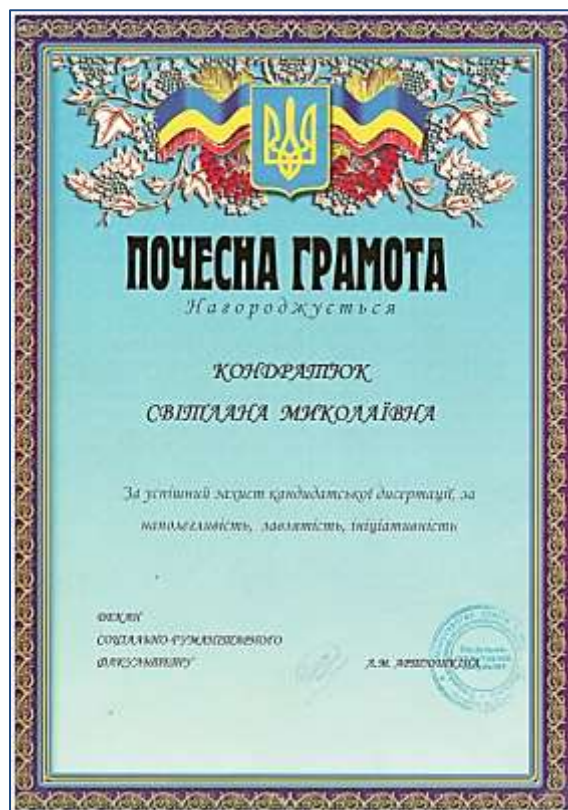 ПОЧЕСНА ГРАМОТА
Нагороджується
КОНДРАТЮК
СВІТЛАНА МИКОЛАЇВНА
За успішний захист кандидатської дисертації, за
наполегливість, завзятість, ініціативність
ДЕКАН
СОЦІАЛЬНО-ГУМАНІТАРНОГО
ФАКУЛЬТЕТУ
А.М. АРТЮШКІНА